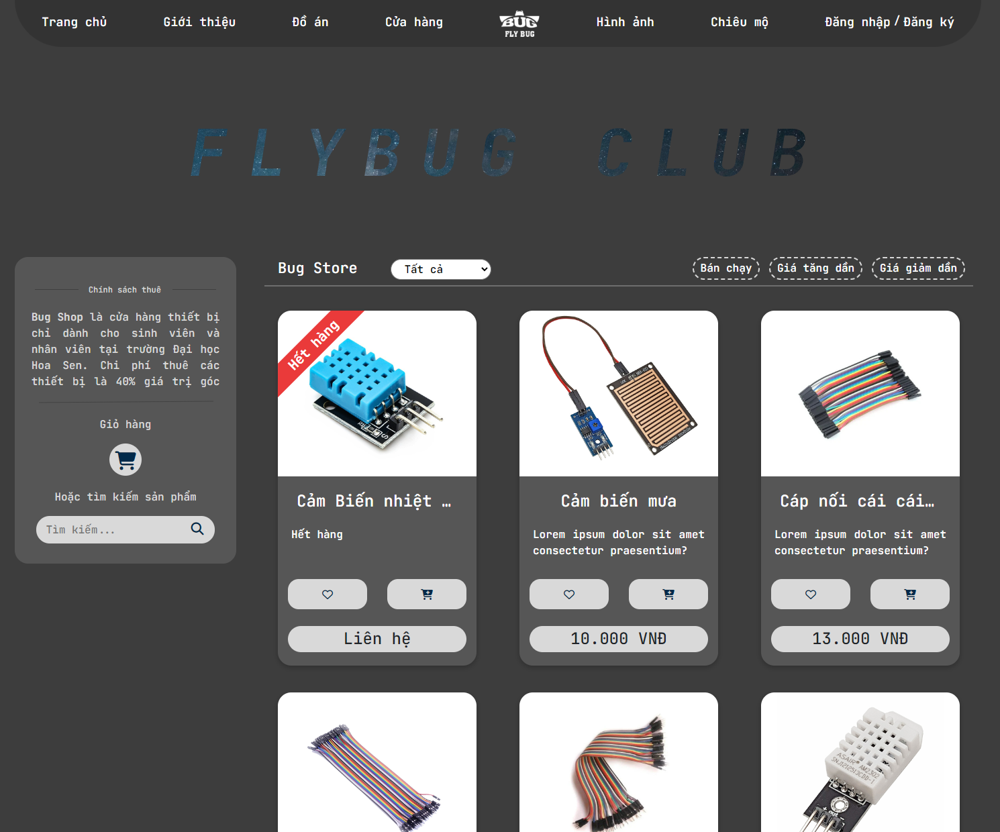 Trang chủ Giới thiệu Đồ án Cửa hàng BUG Hình ảnh Chiêu mộ Đăng nhập / Đăng ký
FLY BUG
FLYBUG CLUB
Bug Store Tất cả Bán chạy Giá tăng dần Giá giảm dần
Chính sách thuê
Bug Shop là cửa hàng thiết bị
chỉ dành cho sinh viên và
nhân viên tại trường Đại học
Hoa Sen. Chi phí thuê các
thiết bị là 40% giá trị góc
Giỏ hàng
Hoặc tìm kiếm sản phẩm
Tìm kiếm...
Hết hàng
Cảm Biến nhiệt …
Hết hàng
Liên hệ
Raindrops module
Cảm biến mưa
Lorem ipsum dolor sit amet
consectetur praesentium?
10.000 VNĐ
Cáp nối cái cái…
Lorem ipsum dolor sit amet
consectetur praesentium?
13.000 VNĐ
ASAIR® AM2302